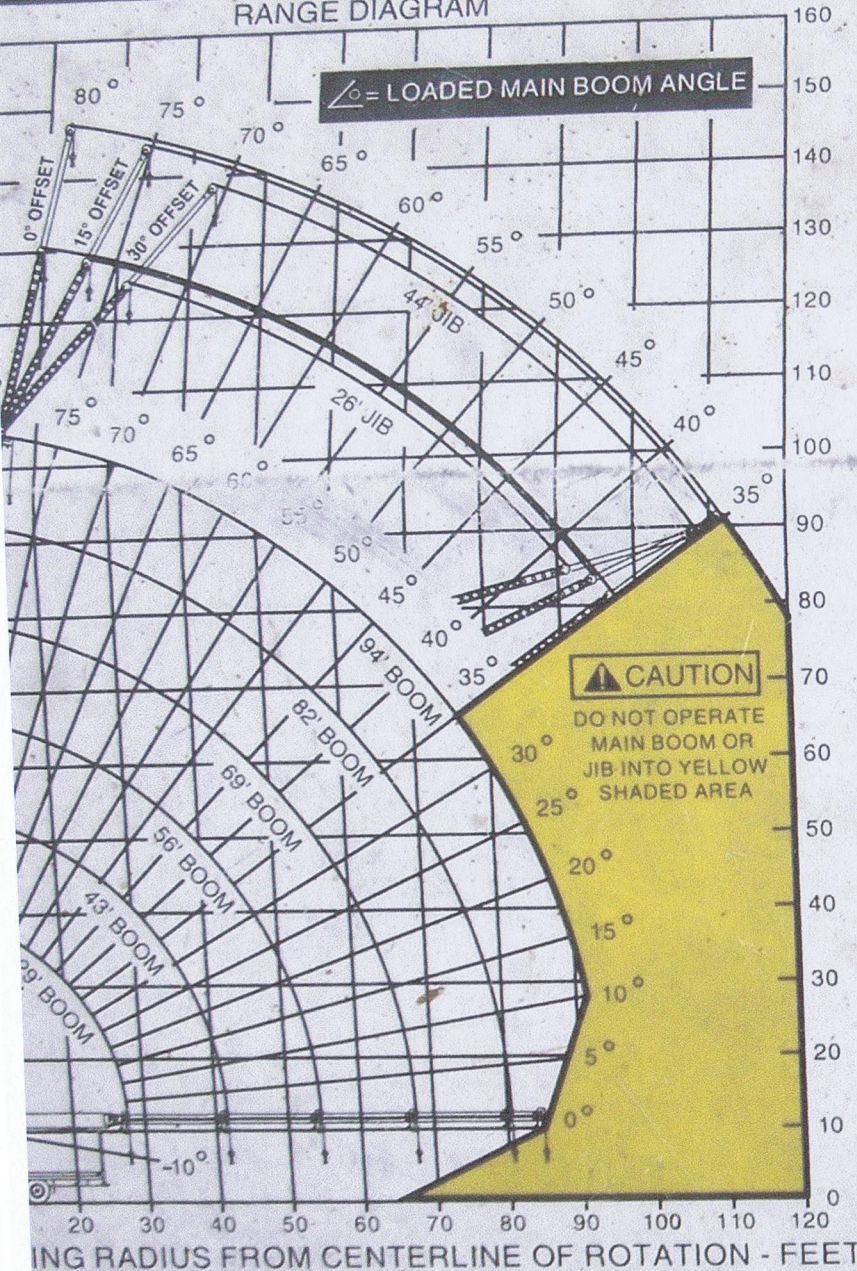 RANGE DIAGRAM
160
= LOADED MAIN BOOM ANGLE
150
80°
75°
70°
65°
140
0° OFFSET
15° OFFSET
30° OFFSET
60°
130
55°
120
44' JIB
50°
110
45°
26' JIB
40°
100
75°
70°
65°
60°
55°
50°
45°
40°
35°
35°
90
80
94' BOOM
82' BOOM
69' BOOM
56' BOOM
43' BOOM
29' BOOM
CAUTION
DO NOT OPERATE
MAIN BOOM OR
JIB INTO YELLOW
SHADED AREA
70
60
50
40
30
20
10
0
30°
25°
20°
15°
10°
5°
0°
-10°
20 30 40 50 60 70 80 90 100 110 120
ING RADIUS FROM CENTERLINE OF ROTATION - FEET